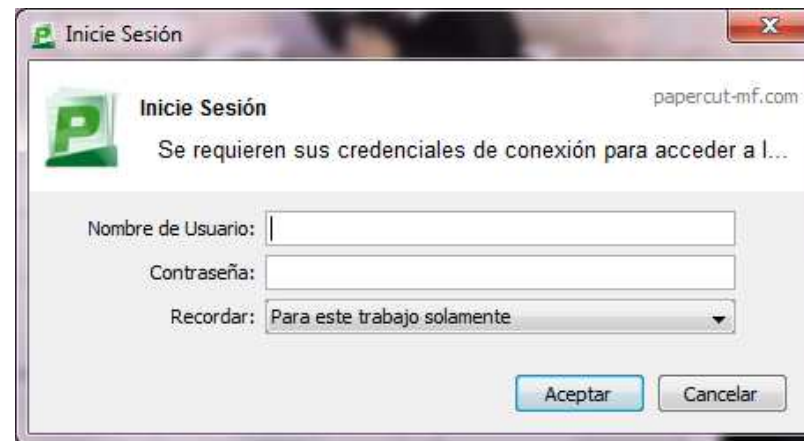 Inicie Sesión
Inicie Sesión
papercut-mf.com
Se requieren sus credenciales de conexión para acceder a l...
Nombre de Usuario:
Contraseña:
Recordar: Para este trabajo solamente
Aceptar Cancelar